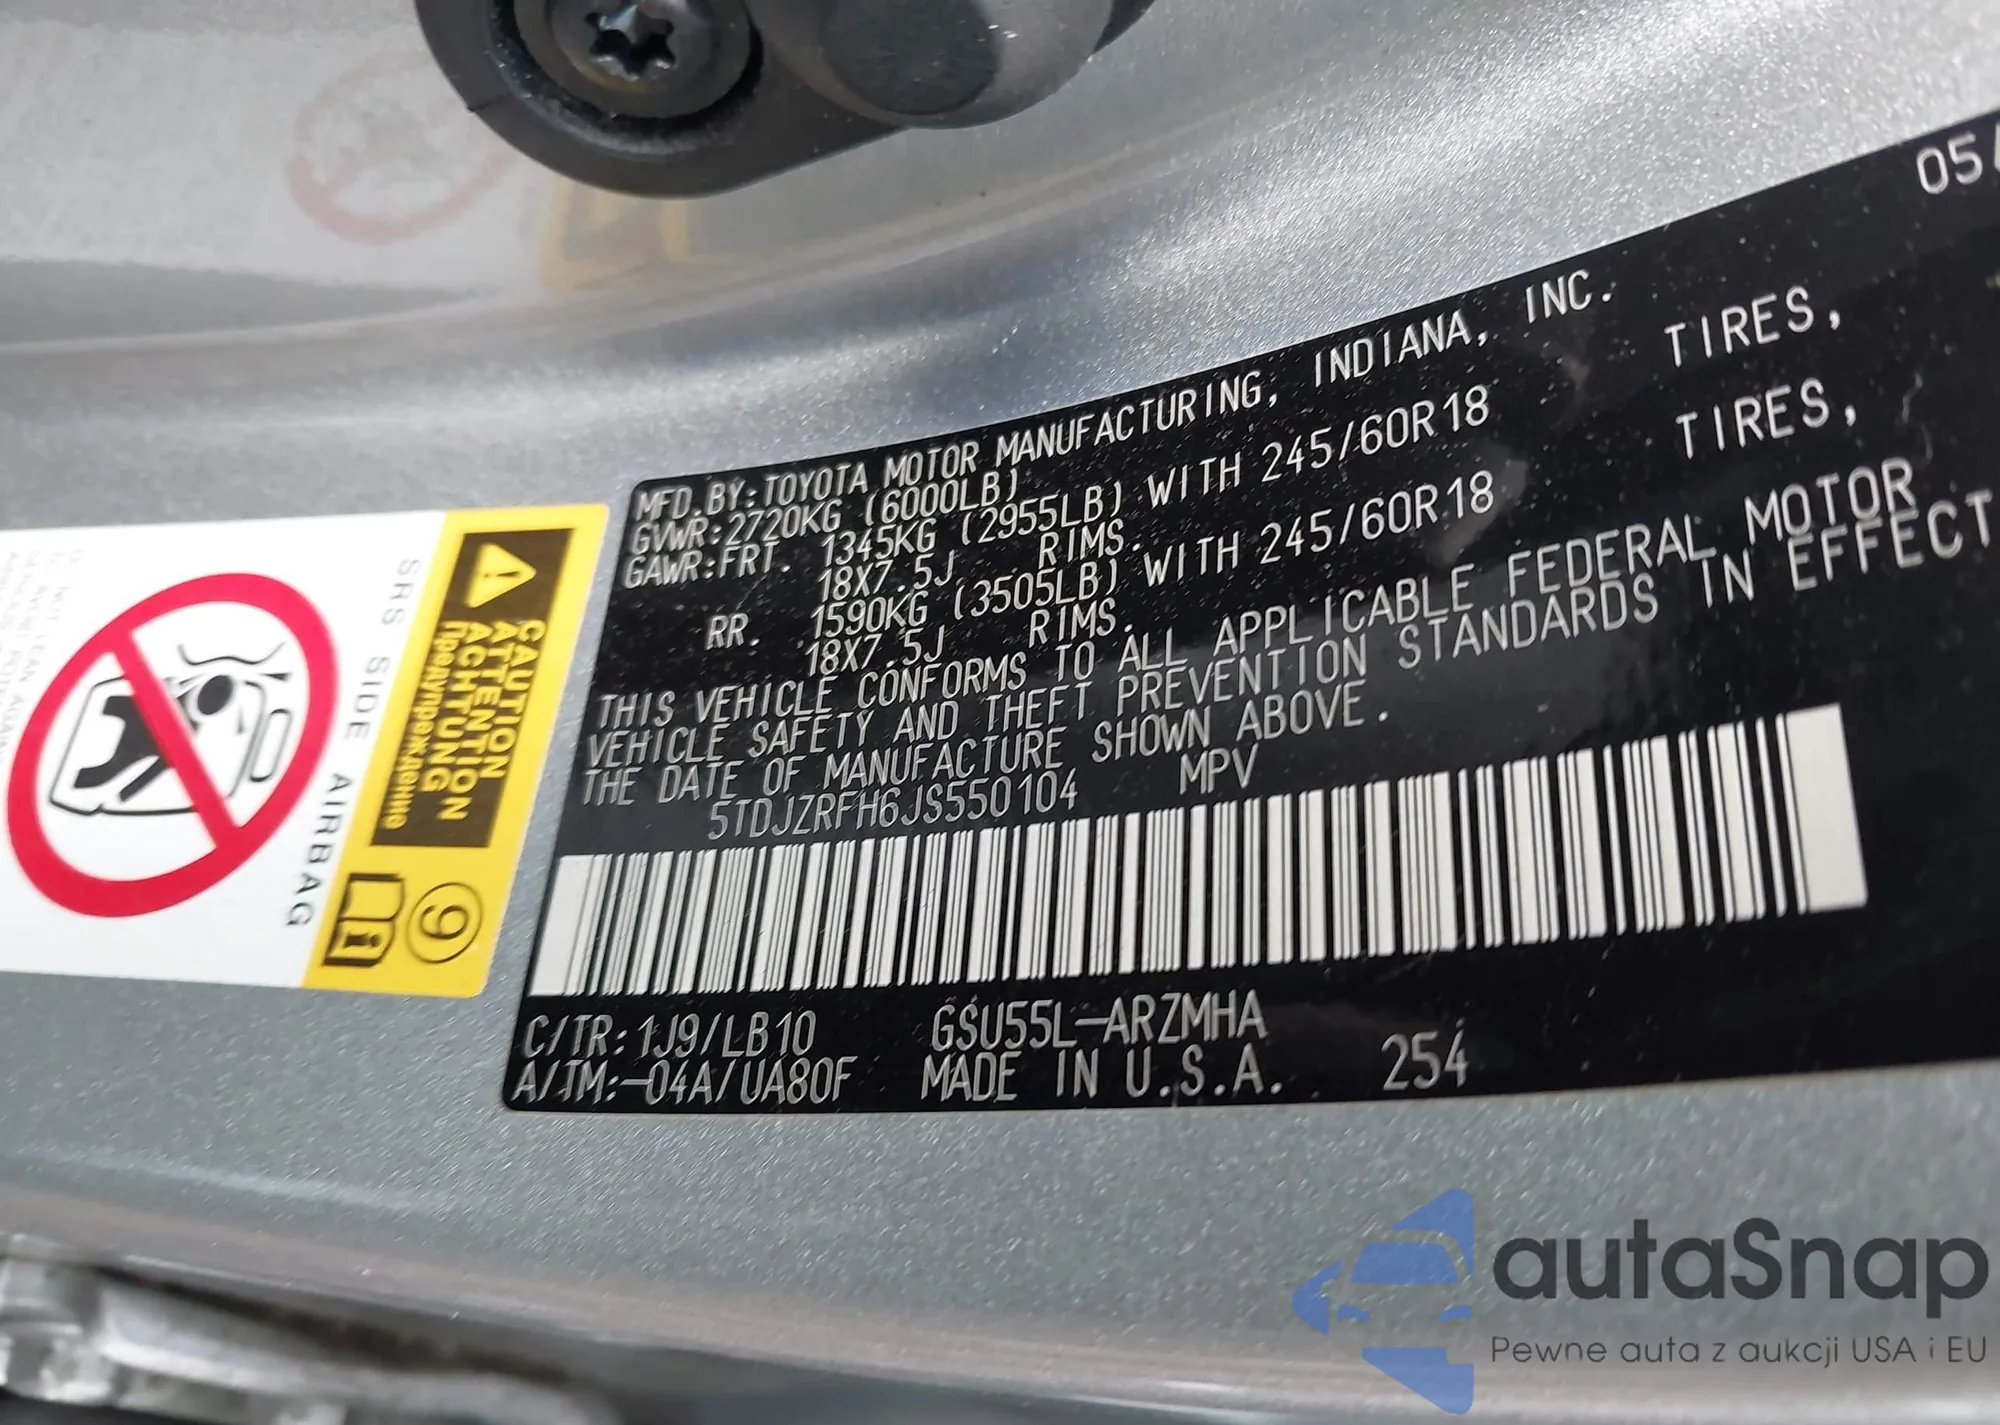 05/
MFD.BY:TOYOTA MOTOR MANUFACTURING, INDIANA, INC.
GVWR:2720KG (6000LB)
GAWR:FRT. 1345KG (2955LB) WITH 245/60R18 TIRES,
18X7.5J RIMS.
RR. 1590KG (3505LB) WITH 245/60R18 TIRES,
18X7.5J RIMS.
THIS VEHICLE CONFORMS TO ALL APPLICABLE FEDERAL MOTOR
VEHICLE SAFETY AND THEFT PREVENTION STANDARDS IN EFFECT
THE DATE OF MANUFACTURE SHOWN ABOVE.
5TDJZRFH6JS550104 MPV
C/TR:1J9/LB10 GSU55L-ARZMHA
A/TM:-04A/UA80F MADE IN U.S.A. 254
CAUTION
ATTENTION
ACHTUNG
Предупреждение
9
SRS SIDE AIRBAG
autaSnap
Pewne auta z aukcji USA i EU